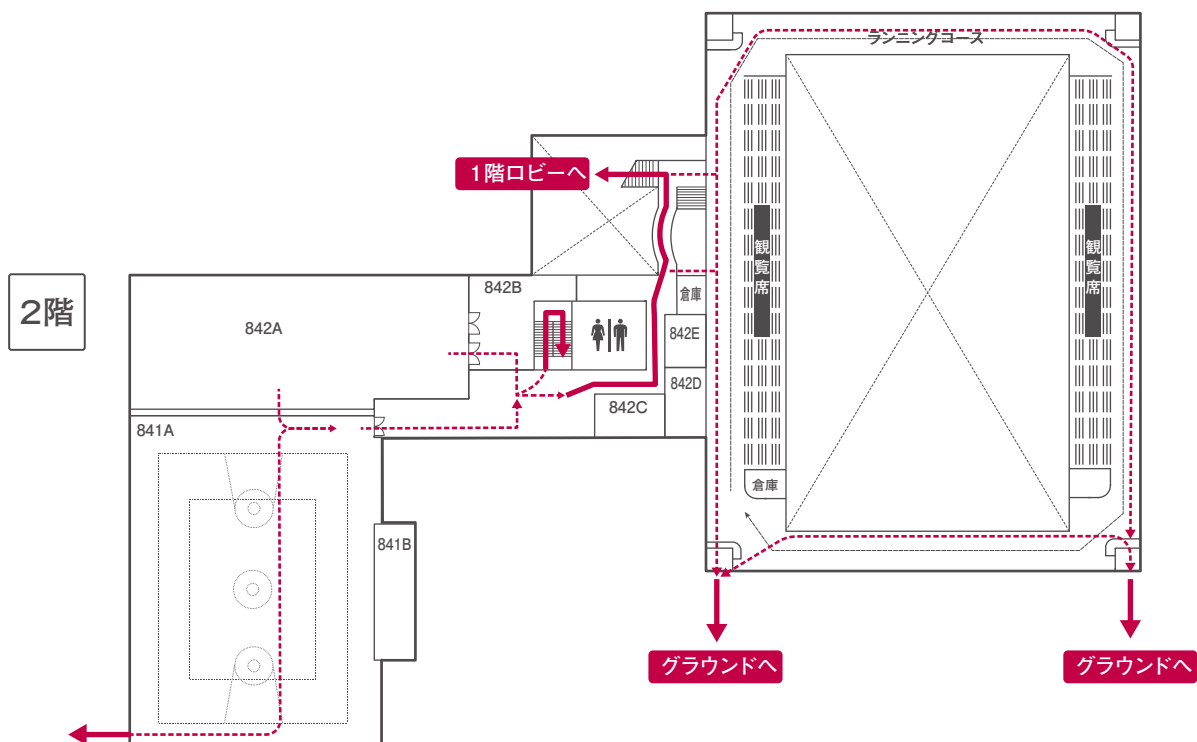 ランニングコース
1階ロビーへ
観覧席
観覧席
2階
842B
倉庫
842A
842E
842D
842C
841A
倉庫
841B
グラウンドへ
グラウンドへ